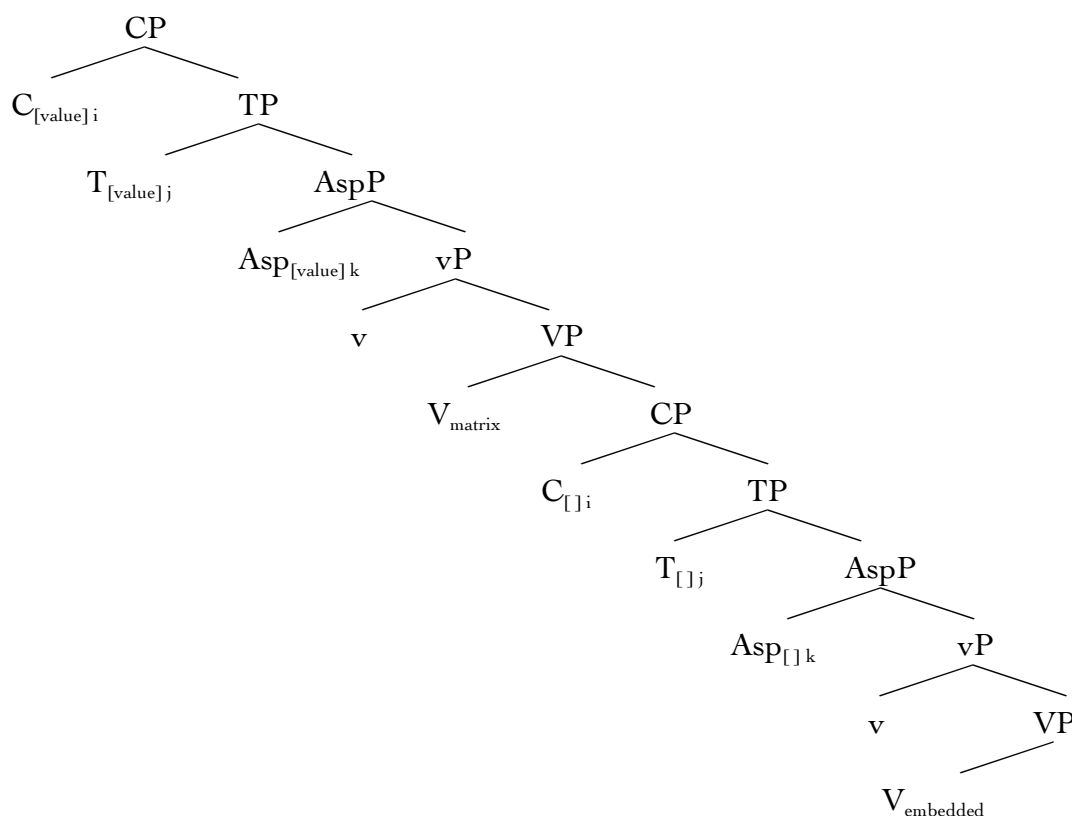 CP
C[value] i TP
T[value] j AspP
Asp[value] k vP
v VP
Vmatrix CP
C[ ] i TP
T[ ] j AspP
Asp[ ] k vP
v VP
Vembedded